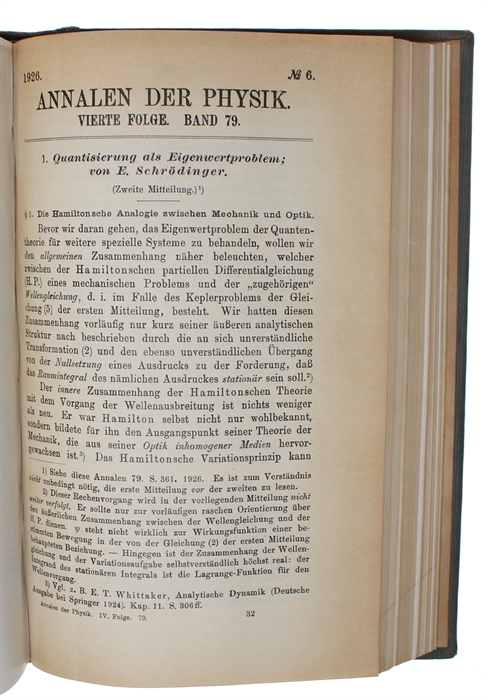 1926. № 6.
ANNALEN DER PHYSIK.
VIERTE FOLGE. BAND 79.
1. Quantisierung als Eigenwertproblem;
von E. Schrödinger.
(Zweite Mitteilung.)¹)
§ 1. Die Hamiltonsche Analogie zwischen Mechanik und Optik.
Bevor wir daran gehen, das Eigenwertproblem der Quanten-
theorie für weitere spezielle Systeme zu behandeln, wollen wir
den allgemeinen Zusammenhang näher beleuchten, welcher
zwischen der Hamiltonschen partiellen Differentialgleichung
(H. P.) eines mechanischen Problems und der „zugehörigen“
Wellengleichung, d. i. im Falle des Keplerproblems der Glei-
chung (5) der ersten Mitteilung, besteht. Wir hatten diesen
Zusammenhang vorläufig nur kurz seiner äußeren analytischen
Struktur nach beschrieben durch die an sich unverständliche
Transformation (2) und den ebenso unverständlichen Übergang
von der Nullsetzung eines Ausdrucks zu der Forderung, daß
das Raumintegral des nämlichen Ausdruckes stationär sein soll.²)
Der innere Zusammenhang der Hamiltonschen Theorie
mit dem Vorgang der Wellenausbreitung ist nichts weniger
als neu. Er war Hamilton selbst nicht nur wohlbekannt,
sondern bildete für ihn den Ausgangspunkt seiner Theorie der
Mechanik, die aus seiner Optik inhomogener Medien hervor-
gewachsen ist.³) Das Hamiltonsche Variationsprinzip kann
1) Siehe diese Annalen 79. S. 361. 1926. Es ist zum Verständnis
nicht unbedingt nötig, die erste Mitteilung vor der zweiten zu lesen.
2) Dieser Rechenvorgang wird in der vorliegenden Mitteilung nicht
weiter verfolgt. Er sollte nur zur vorläufigen raschen Orientierung über
den äußerlichen Zusammenhang zwischen der Wellengleichung und der
H. P. dienen. ψ steht nicht wirklich zur Wirkungsfunktion einer be-
stimmten Bewegung in der von der Gleichung (2) der ersten Mitteilung
behaupteten Beziehung. — Hingegen ist der Zusammenhang der Wellen-
gleichung und der Variationsaufgabe selbstverständlich höchst real: der
Integrand des stationären Integrals ist die Lagrange-Funktion für den
Wellenvorgang.
3) Vgl. z. B. E. T. Whittaker, Analytische Dynamik (Deutsche
Ausgabe bei Springer 1924). Kap. 11. S. 306 ff.
Annalen der Physik. IV. Folge. 79. 32